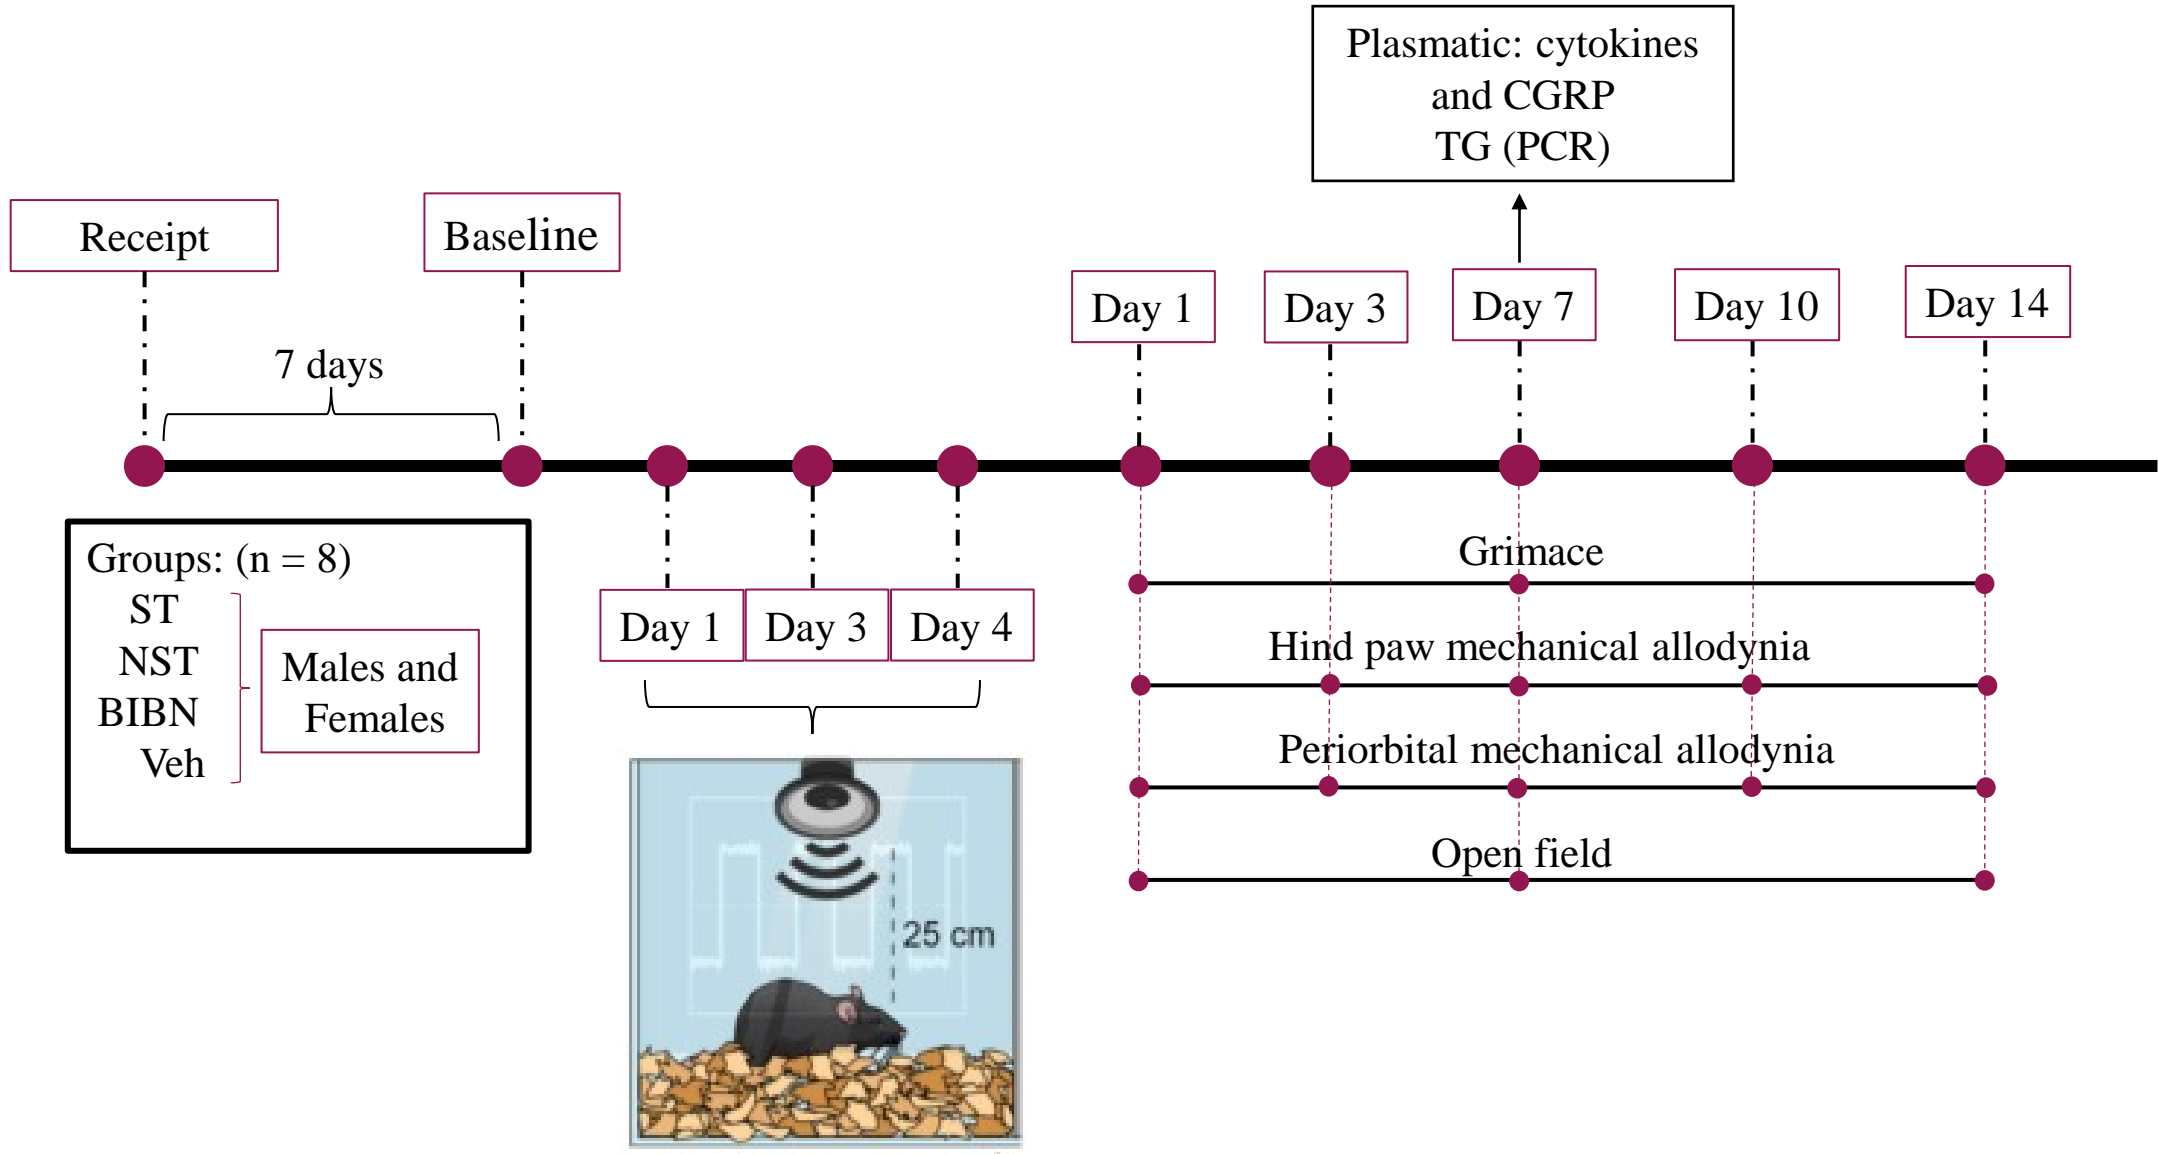 Plasmatic: cytokines
and CGRP
TG (PCR)
Receipt
Baseline
Day 1
Day 3
Day 7
Day 10
Day 14
7 days
Groups: (n = 8)
ST
NST
BIBN
Veh
Males and
Females
Day 1
Day 3
Day 4
25 cm
Grimace
Hind paw mechanical allodynia
Periorbital mechanical allodynia
Open field